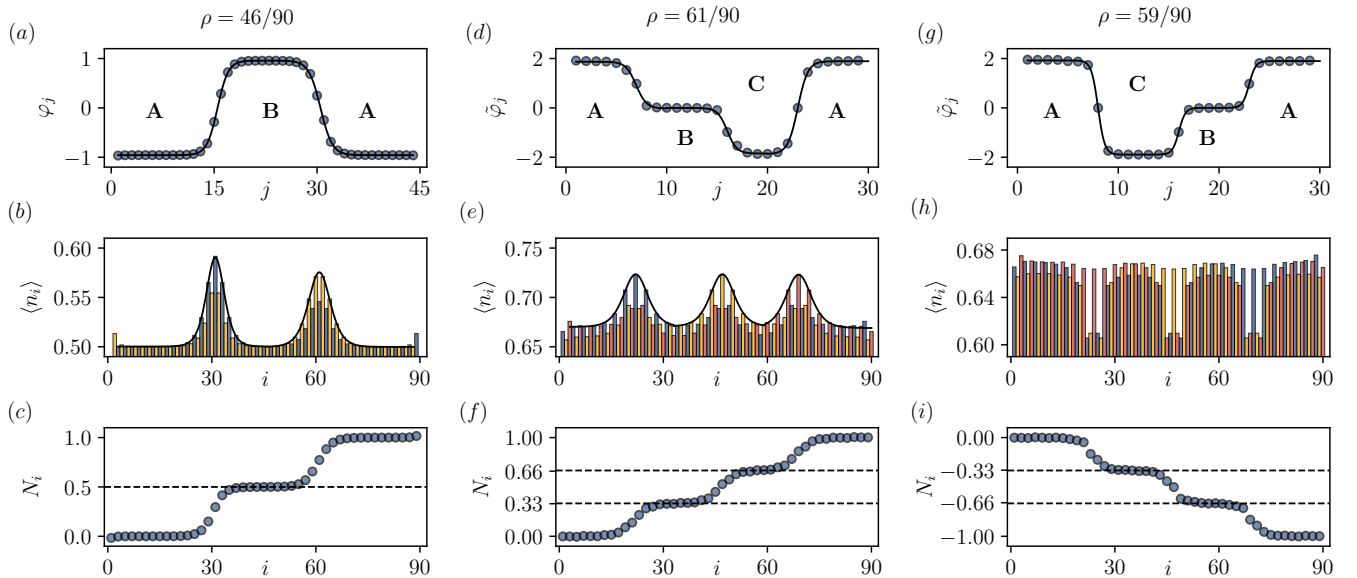 ρ = 46/90
ρ = 61/90
ρ = 59/90
(a)
(d)
(g)
φ_j
1
0
−1
A
B
A
0
15
j
30
45
φ̃_j
2
0
−2
A
B
C
A
0
10
j
20
30
φ̃_j
2
0
−2
A
C
B
A
0
10
j
20
30
(b)
(e)
(h)
⟨n_i⟩
0.60
0.55
0.50
0
30
i
60
90
⟨n_i⟩
0.75
0.70
0.65
0
30
i
60
90
⟨n_i⟩
0.68
0.64
0.60
0
30
i
60
90
(c)
(f)
(i)
N_i
1.0
0.5
0.0
0
30
i
60
90
N_i
1.00
0.66
0.33
0.00
0
30
i
60
90
N_i
0.00
−0.33
−0.66
−1.00
0
30
i
60
90